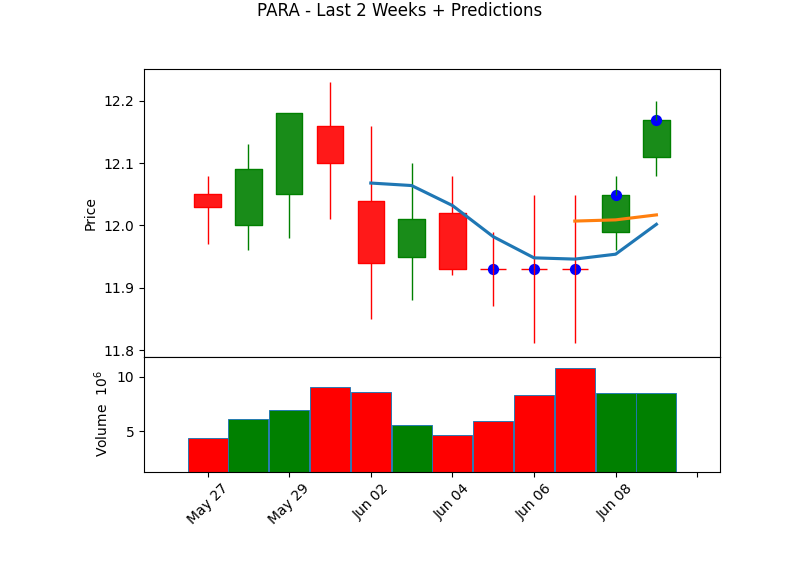 PARA - Last 2 Weeks + Predictions
12.2
12.1
12.0
11.9
11.8
Price
10
5
Volume 10^6
May 27
May 29
Jun 02
Jun 04
Jun 06
Jun 08